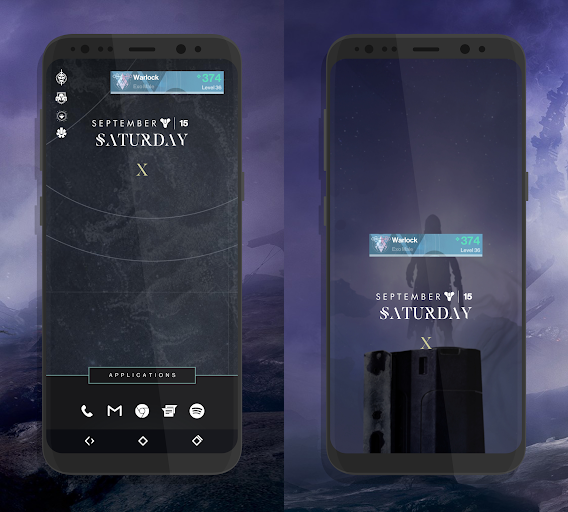 Warlock
Exo Male
*374
Level 36
SEPTEMBER | 15
SATURDAY
X
APPLICATIONS
M
Warlock
Exo Male
*374
Level 36
SEPTEMBER | 15
SATURDAY
X